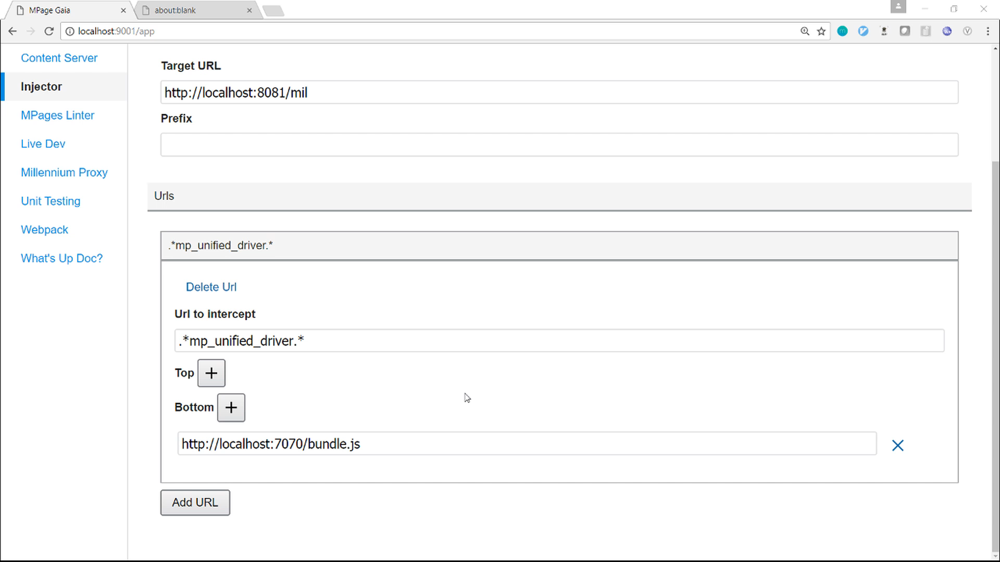 MPage Gaia
about:blank
localhost:9001/app
Content Server
Injector
MPages Linter
Live Dev
Millennium Proxy
Unit Testing
Webpack
What's Up Doc?
Target URL
http://localhost:8081/mil
Prefix
Urls
.*mp_unified_driver.*
Delete Url
Url to intercept
.*mp_unified_driver.*
Top +
Bottom +
http://localhost:7070/bundle.js
Add URL